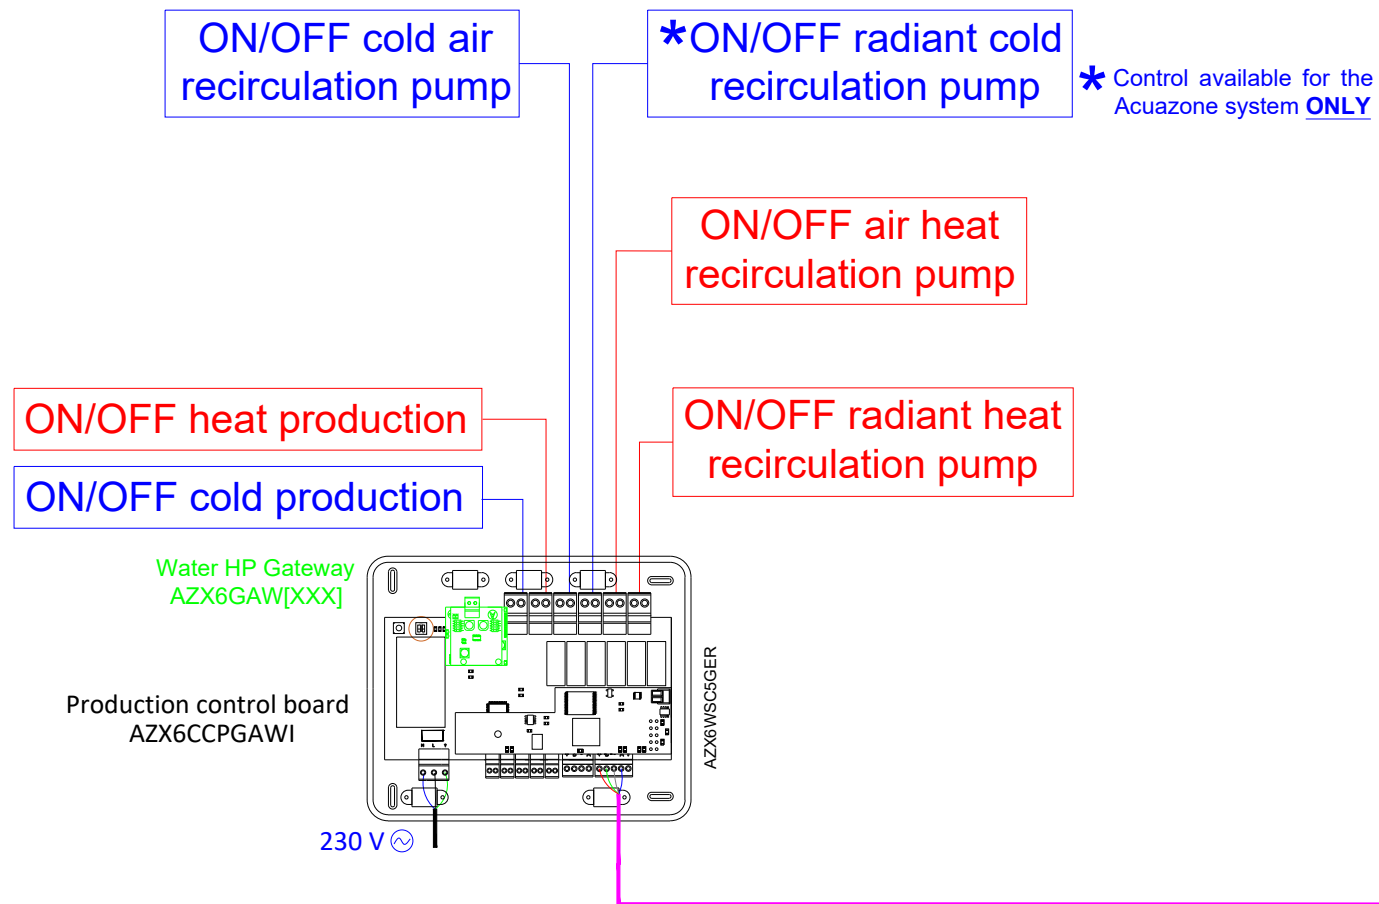 ON/OFF cold air
recirculation pump
*ON/OFF radiant cold
recirculation pump
* Control available for the
Acuazone system ONLY
ON/OFF air heat
recirculation pump
ON/OFF heat production
ON/OFF radiant heat
recirculation pump
ON/OFF cold production
Water HP Gateway
AZX6GAW[XXX]
Production control board
AZX6CCPGAWI
AZX6WSC5GER
N L
230 V